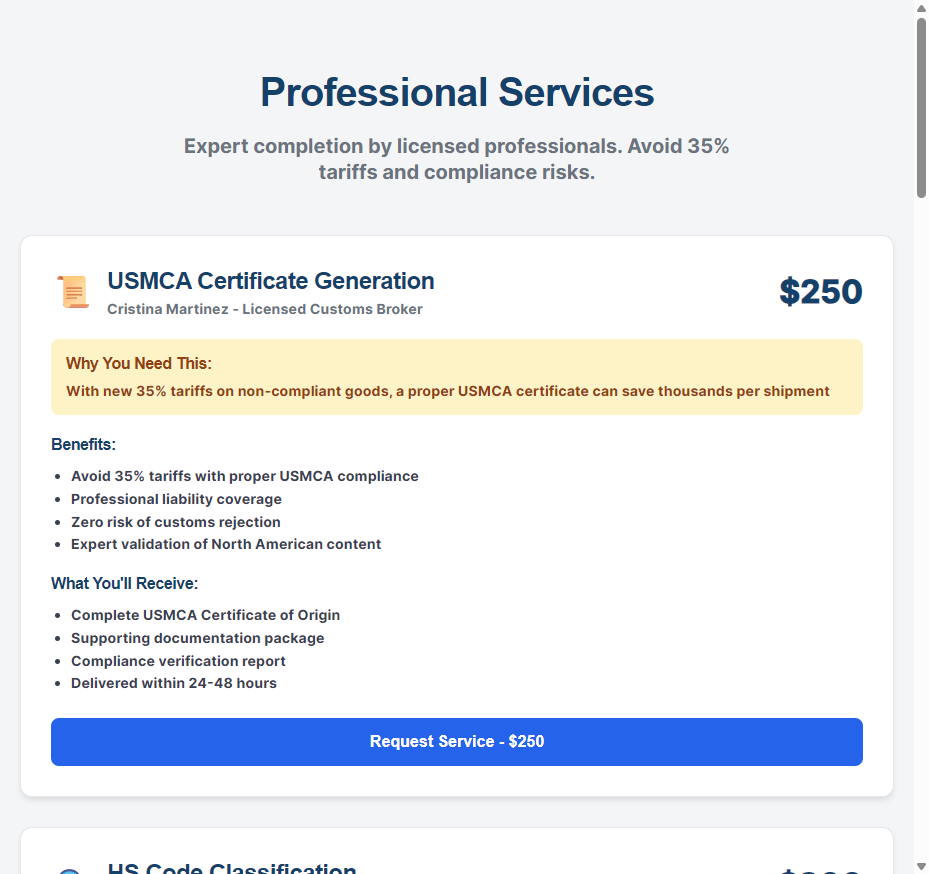 Professional Services
Expert completion by licensed professionals. Avoid 35%
tariffs and compliance risks.
USMCA Certificate Generation
$250
Cristina Martinez - Licensed Customs Broker
Why You Need This:
With new 35% tariffs on non-compliant goods, a proper USMCA certificate can save thousands per shipment
Benefits:
Avoid 35% tariffs with proper USMCA compliance
Professional liability coverage
Zero risk of customs rejection
Expert validation of North American content
What You'll Receive:
Complete USMCA Certificate of Origin
Supporting documentation package
Compliance verification report
Delivered within 24-48 hours
Request Service - $250
HS Code Classification